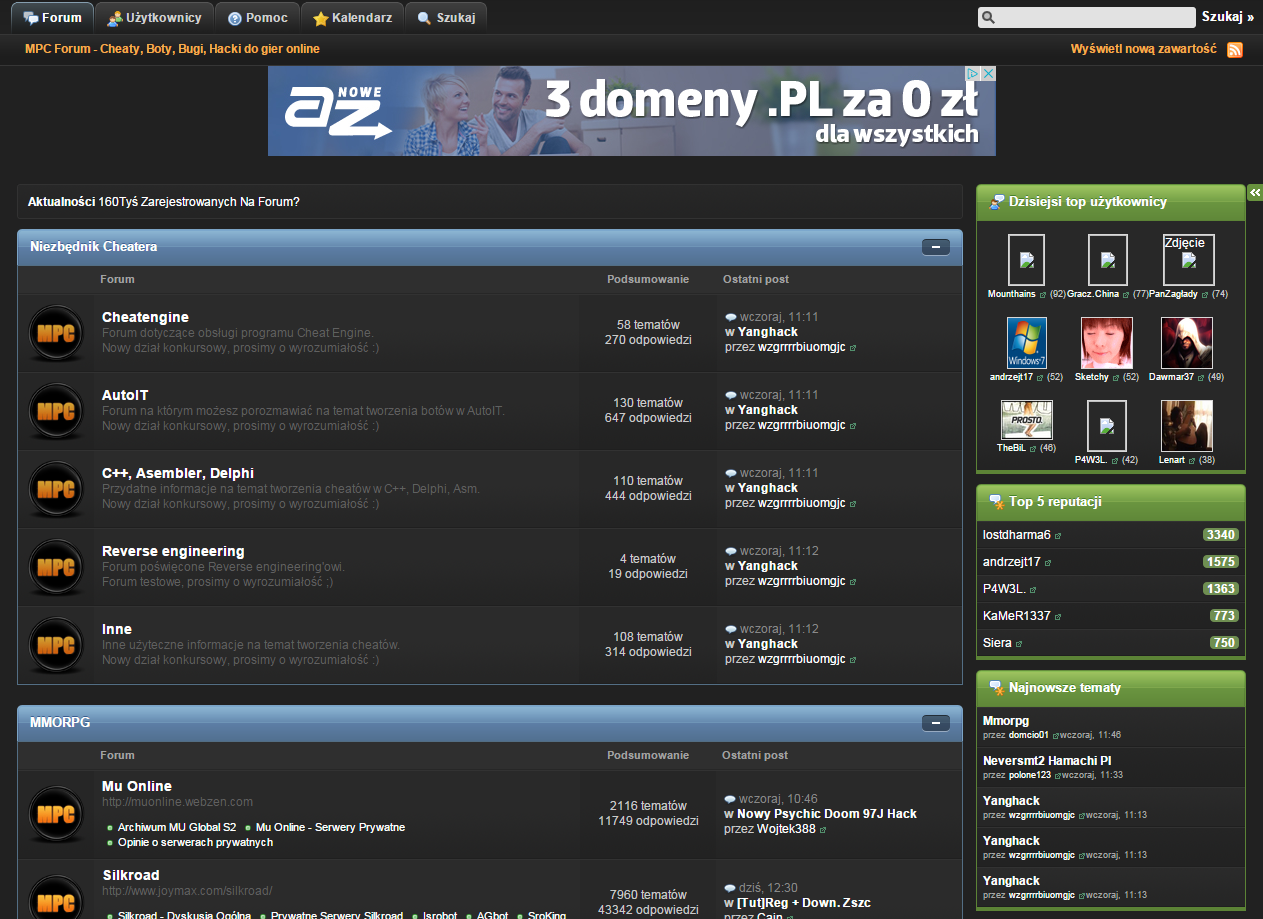 Forum Użytkownicy Pomoc Kalendarz Szukaj Szukaj »
MPC Forum - Cheaty, Boty, Bugi, Hacki do gier online Wyświetl nową zawartość
NOWE
az
3 domeny .PL za 0 zł
dla wszystkich
Aktualności 160Tyś Zarejestrowanych Na Forum?
Niezbędnik Cheatera
Forum Podsumowanie Ostatni post
MPC
Cheatengine
Forum dotyczące obsługi programu Cheat Engine.
Nowy dział konkursowy, prosimy o wyrozumiałość :)
58 tematów
270 odpowiedzi
wczoraj, 11:11
w Yanghack
przez wzgrrrrbiuomgjc
MPC
AutoIT
Forum na którym możesz porozmawiać na temat tworzenia botów w AutoIT.
Nowy dział konkursowy, prosimy o wyrozumiałość :)
130 tematów
647 odpowiedzi
wczoraj, 11:11
w Yanghack
przez wzgrrrrbiuomgjc
MPC
C++, Asembler, Delphi
Przydatne informacje na temat tworzenia cheatów w C++, Delphi, Asm.
Nowy dział konkursowy, prosimy o wyrozumiałość :)
110 tematów
444 odpowiedzi
wczoraj, 11:11
w Yanghack
przez wzgrrrrbiuomgjc
MPC
Reverse engineering
Forum poświęcone Reverse engineering'owi.
Forum testowe, prosimy o wyrozumiałość ;)
4 tematów
19 odpowiedzi
wczoraj, 11:12
w Yanghack
przez wzgrrrrbiuomgjc
MPC
Inne
Inne użyteczne informacje na temat tworzenia cheatów.
Nowy dział konkursowy, prosimy o wyrozumiałość :)
108 tematów
314 odpowiedzi
wczoraj, 11:12
w Yanghack
przez wzgrrrrbiuomgjc
MMORPG
Forum Podsumowanie Ostatni post
MPC
Mu Online
http://muonline.webzen.com
Archiwum MU Global S2 Mu Online - Serwery Prywatne
Opinie o serwerach prywatnych
2116 tematów
11749 odpowiedzi
wczoraj, 10:46
w Nowy Psychic Doom 97J Hack
przez Wojtek388
MPC
Silkroad
http://www.joymax.com/silkroad/
Silkroad - Dyskusja Ogólna Prywatne Serwery Silkroad Isrobot AGbot SroKing
7960 tematów
43342 odpowiedzi
dziś, 12:30
w [Tut]Reg + Down. Zszc
przez Cain
Dzisiejsi top użytkownicy
Zdjęcie
Mounthains (92) Gracz.China (77) PanZagłady (74)
Windows 7
andrzejt17 (52) Sketchy (52) Dawmar37 (49)
PROSTO.
TheBiL (46) P4W3L. (42) Lenart (38)
Top 5 reputacji
lostdharma6 3340
andrzejt17 1575
P4W3L. 1363
KaMeR1337 773
Siera 750
Najnowsze tematy
Mmorpg
przez domcio01 wczoraj, 11:46
Neversmt2 Hamachi Pl
przez polone123 wczoraj, 11:33
Yanghack
przez wzgrrrrbiuomgjc wczoraj, 11:13
Yanghack
przez wzgrrrrbiuomgjc wczoraj, 11:13
Yanghack
przez wzgrrrrbiuomgjc wczoraj, 11:13